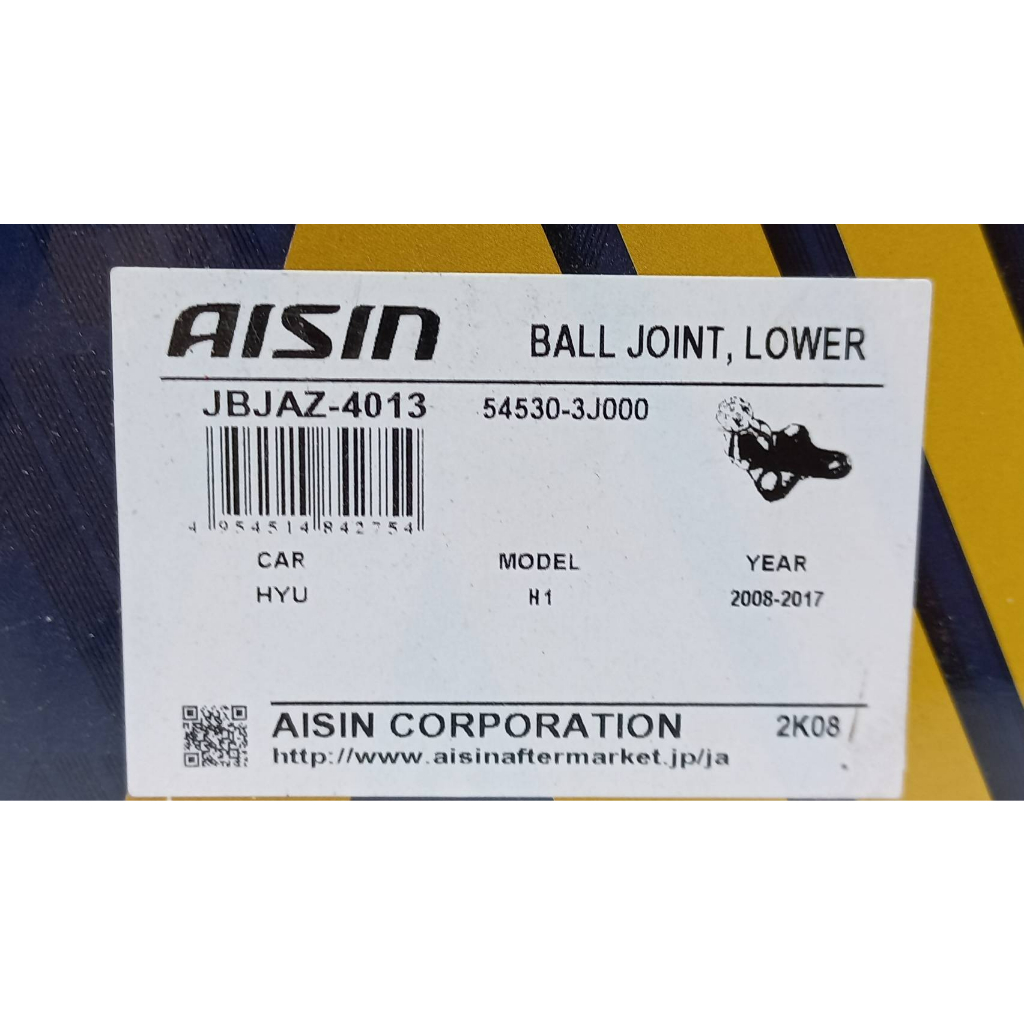 AISIN
BALL JOINT, LOWER
JBJAZ-4013 54530-3J000
4 954514 842754
CAR MODEL YEAR
HYU H1 2008-2017
AISIN CORPORATION 2K08
http://www.aisinaftermarket.jp/ja